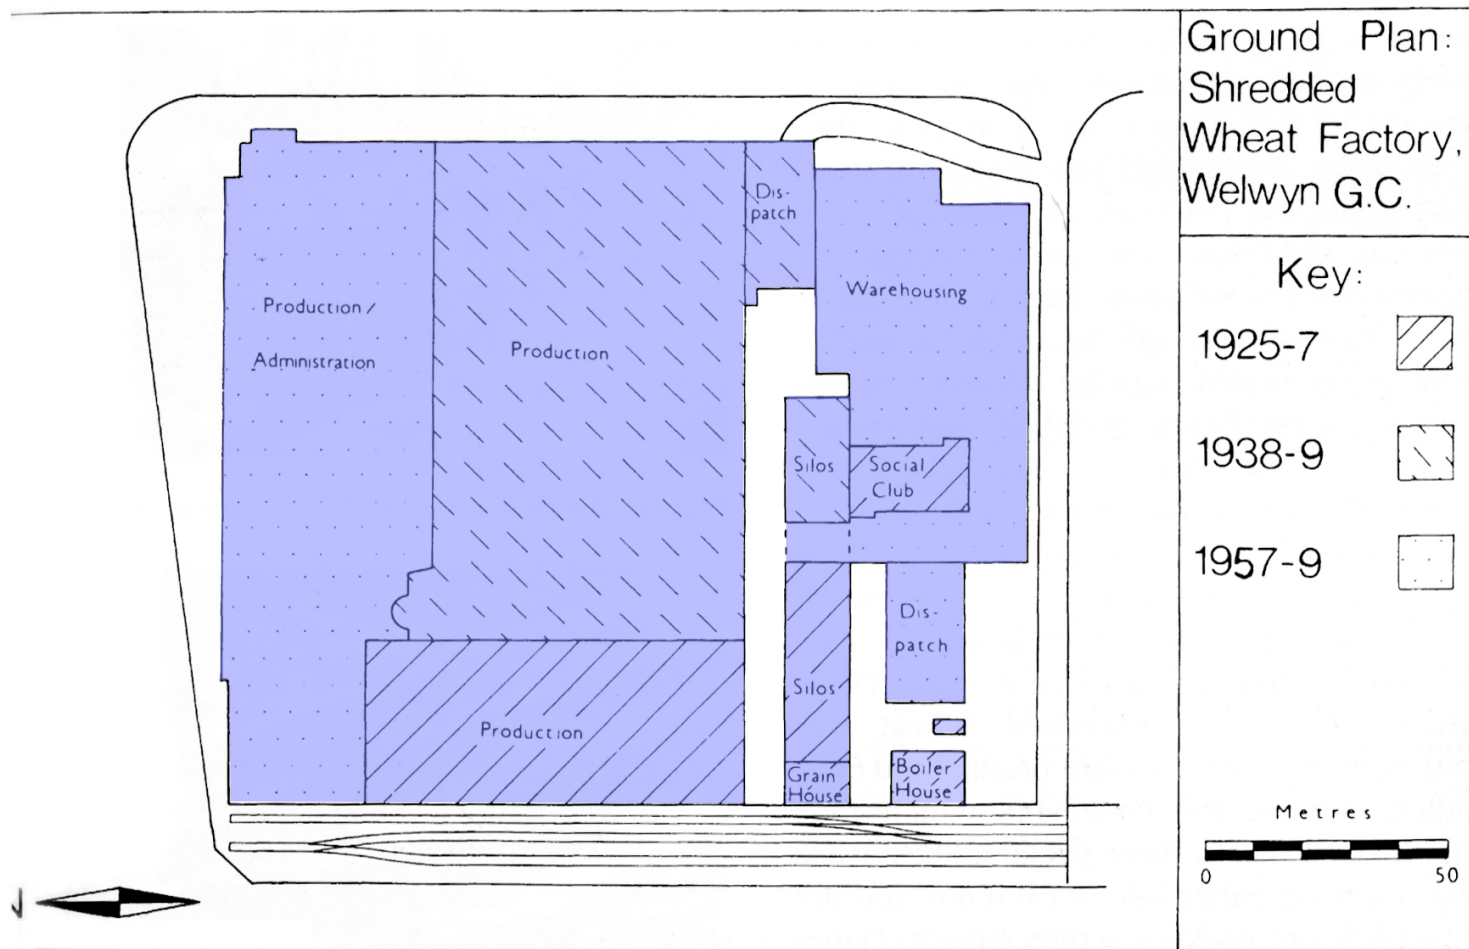 Ground Plan:
Shredded
Wheat Factory,
Welwyn G.C.
Key:
1925-7
1938-9
1957-9
Metres
0 50
Dis-
patch
Warehousing
Production /
Administration
Production
Silos
Social
Club
Dis-
patch
Silos
Production
Grain
House
Boiler
House
N